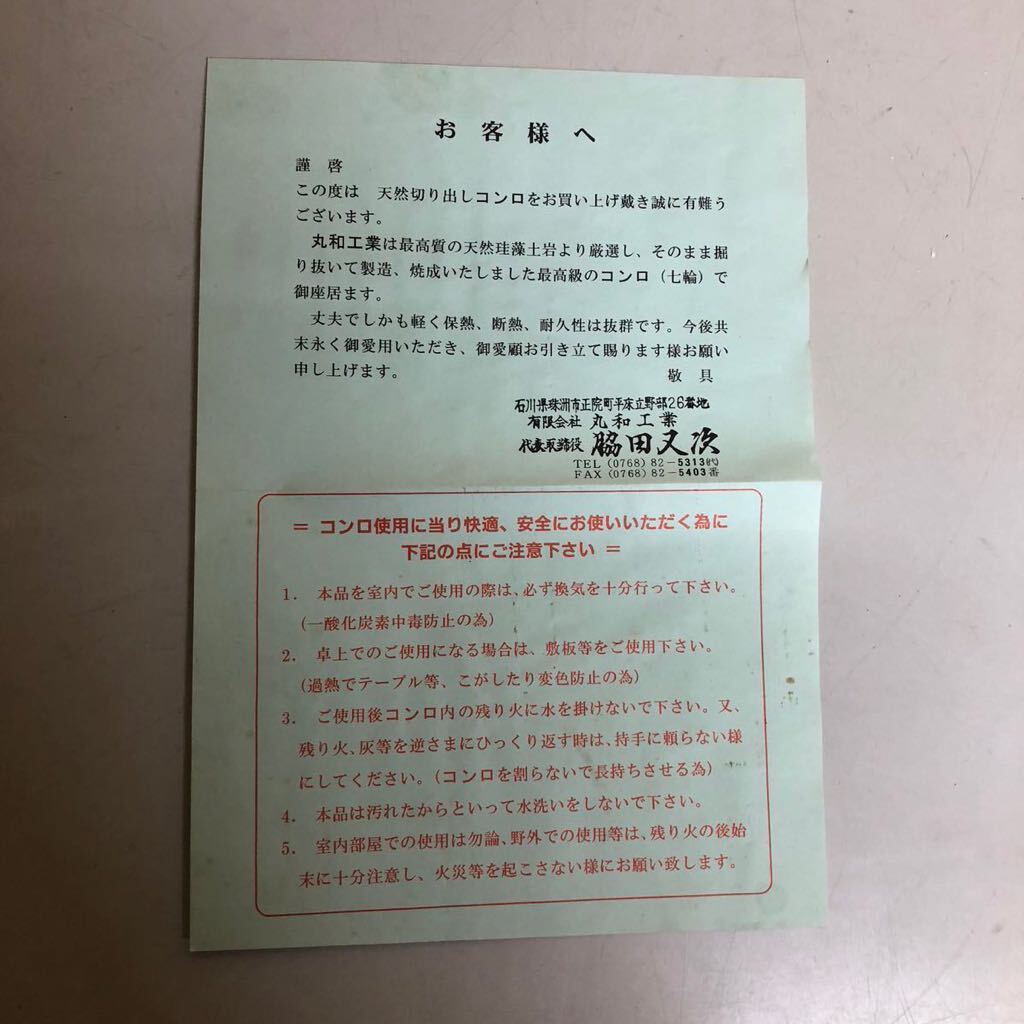 お客様へ
謹啓
この度は 天然切り出しコンロをお買い上げ戴き誠に有難う
ございます。
丸和工業は最高質の天然珪藻土岩より厳選し、そのまま掘
り抜いて製造、焼成いたしました最高級のコンロ(七輪)で
御座居ます。
丈夫でしかも軽く保熱、断熱、耐久性は抜群です。今後共
末永く御愛用いただき、御愛顧お引き立て賜ります様お願い
申し上げます。 敬具
石川県珠洲市正院町平床立野部26番地
有限会社 丸和工業
代表取締役 脇田又次
TEL (0768) 82-5313㈹
FAX (0768) 82-5403番
= コンロ使用に当り快適、安全にお使いいただく為に
下記の点にご注意下さい =
1. 本品を室内でご使用の際は、必ず換気を十分行って下さい。
(一酸化炭素中毒防止の為)
2. 卓上でのご使用になる場合は、敷板等をご使用下さい。
(過熱でテーブル等、こがしたり変色防止の為)
3. ご使用後コンロ内の残り火に水を掛けないで下さい。又、
残り火、灰等を逆さまにひっくり返す時は、持手に頼らない様
にしてください。(コンロを割らないで長持ちさせる為)
4. 本品は汚れたからといって水洗いをしないで下さい。
5. 室内部屋での使用は勿論、野外での使用等は、残り火の後始
末に十分注意し、火災等を起こさない様にお願い致します。